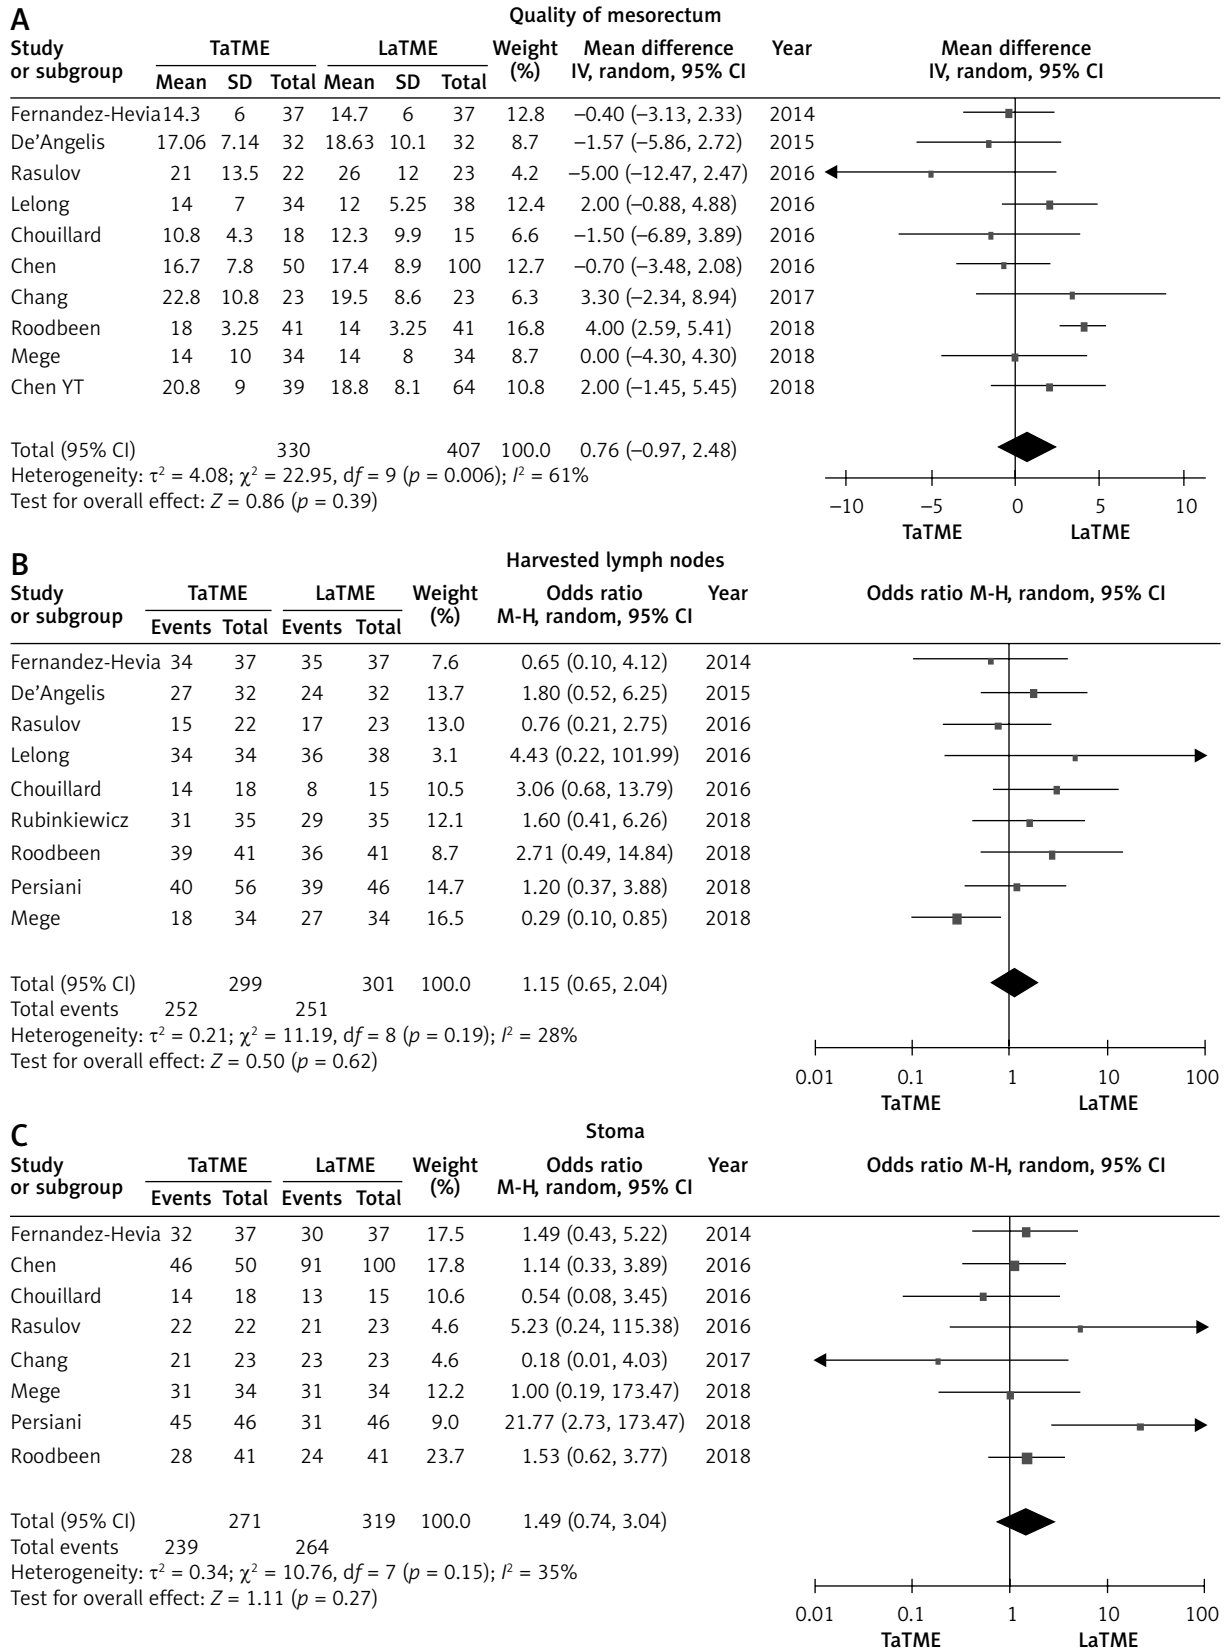 A
Quality of mesorectum
Study or subgroup TaTME LaTME Weight (%) Mean difference IV, random, 95% CI Year Mean difference IV, random, 95% CI
Mean SD Total Mean SD Total
Fernandez-Hevia 14.3 6 37 14.7 6 37 12.8 −0.40 (−3.13, 2.33) 2014
De’Angelis 17.06 7.14 32 18.63 10.1 32 8.7 −1.57 (−5.86, 2.72) 2015
Rasulov 21 13.5 22 26 12 23 4.2 −5.00 (−12.47, 2.47) 2016
Lelong 14 7 34 12 5.25 38 12.4 2.00 (−0.88, 4.88) 2016
Chouillard 10.8 4.3 18 12.3 9.9 15 6.6 −1.50 (−6.89, 3.89) 2016
Chen 16.7 7.8 50 17.4 8.9 100 12.7 −0.70 (−3.48, 2.08) 2016
Chang 22.8 10.8 23 19.5 8.6 23 6.3 3.30 (−2.34, 8.94) 2017
Roodbeen 18 3.25 41 14 3.25 41 16.8 4.00 (2.59, 5.41) 2018
Mege 14 10 34 14 8 34 8.7 0.00 (−4.30, 4.30) 2018
Chen YT 20.8 9 39 18.8 8.1 64 10.8 2.00 (−1.45, 5.45) 2018
Total (95% CI) 330 407 100.0 0.76 (−0.97, 2.48)
Heterogeneity: τ² = 4.08; χ² = 22.95, df = 9 (p = 0.006); I² = 61%
Test for overall effect: Z = 0.86 (p = 0.39)
−10 −5 0 5 10
TaTME LaTME
B
Harvested lymph nodes
Study or subgroup TaTME LaTME Weight (%) Odds ratio M-H, random, 95% CI Year Odds ratio M-H, random, 95% CI
Events Total Events Total
Fernandez-Hevia 34 37 35 37 7.6 0.65 (0.10, 4.12) 2014
De’Angelis 27 32 24 32 13.7 1.80 (0.52, 6.25) 2015
Rasulov 15 22 17 23 13.0 0.76 (0.21, 2.75) 2016
Lelong 34 34 36 38 3.1 4.43 (0.22, 101.99) 2016
Chouillard 14 18 8 15 10.5 3.06 (0.68, 13.79) 2016
Rubinkiewicz 31 35 29 35 12.1 1.60 (0.41, 6.26) 2018
Roodbeen 39 41 36 41 8.7 2.71 (0.49, 14.84) 2018
Persiani 40 56 39 46 14.7 1.20 (0.37, 3.88) 2018
Mege 18 34 27 34 16.5 0.29 (0.10, 0.85) 2018
Total (95% CI) 299 301 100.0 1.15 (0.65, 2.04)
Total events 252 251
Heterogeneity: τ² = 0.21; χ² = 11.19, df = 8 (p = 0.19); I² = 28%
Test for overall effect: Z = 0.50 (p = 0.62)
0.01 0.1 1 10 100
TaTME LaTME
C
Stoma
Study or subgroup TaTME LaTME Weight (%) Odds ratio M-H, random, 95% CI Year Odds ratio M-H, random, 95% CI
Events Total Events Total
Fernandez-Hevia 32 37 30 37 17.5 1.49 (0.43, 5.22) 2014
Chen 46 50 91 100 17.8 1.14 (0.33, 3.89) 2016
Chouillard 14 18 13 15 10.6 0.54 (0.08, 3.45) 2016
Rasulov 22 22 21 23 4.6 5.23 (0.24, 115.38) 2016
Chang 21 23 23 23 4.6 0.18 (0.01, 4.03) 2017
Mege 31 34 31 34 12.2 1.00 (0.19, 173.47) 2018
Persiani 45 46 31 46 9.0 21.77 (2.73, 173.47) 2018
Roodbeen 28 41 24 41 23.7 1.53 (0.62, 3.77) 2018
Total (95% CI) 271 319 100.0 1.49 (0.74, 3.04)
Total events 239 264
Heterogeneity: τ² = 0.34; χ² = 10.76, df = 7 (p = 0.15); I² = 35%
Test for overall effect: Z = 1.11 (p = 0.27)
0.01 0.1 1 10 100
TaTME LaTME